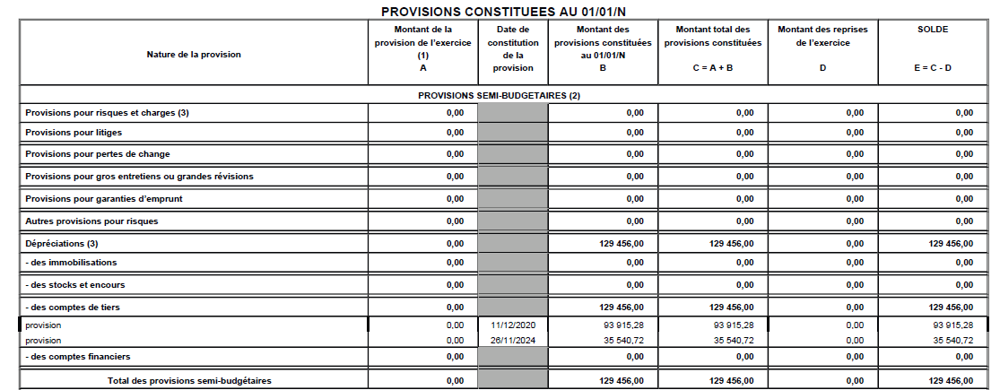 PROVISIONS CONSTITUEES AU 01/01/N
Nature de la provision | Montant de la provision de l'exercice (1) A | Date de constitution de la provision | Montant des provisions constituées au 01/01/N B | Montant total des provisions constituées C = A + B | Montant des reprises de l'exercice D | SOLDE E = C - D
PROVISIONS SEMI-BUDGETAIRES (2)
Provisions pour risques et charges (3) 0,00 0,00 0,00 0,00 0,00
Provisions pour litiges 0,00 0,00 0,00 0,00 0,00
Provisions pour pertes de change 0,00 0,00 0,00 0,00 0,00
Provisions pour gros entretiens ou grandes révisions 0,00 0,00 0,00 0,00 0,00
Provisions pour garanties d'emprunt 0,00 0,00 0,00 0,00 0,00
Autres provisions pour risques 0,00 0,00 0,00 0,00 0,00
Dépréciations (3) 0,00 129 456,00 129 456,00 0,00 129 456,00
- des immobilisations 0,00 0,00 0,00 0,00 0,00
- des stocks et encours 0,00 0,00 0,00 0,00 0,00
- des comptes de tiers 0,00 129 456,00 129 456,00 0,00 129 456,00
provision 0,00 11/12/2020 93 915,28 93 915,28 0,00 93 915,28
provision 0,00 26/11/2024 35 540,72 35 540,72 0,00 35 540,72
- des comptes financiers 0,00 0,00 0,00 0,00 0,00
Total des provisions semi-budgétaires 0,00 129 456,00 129 456,00 0,00 129 456,00